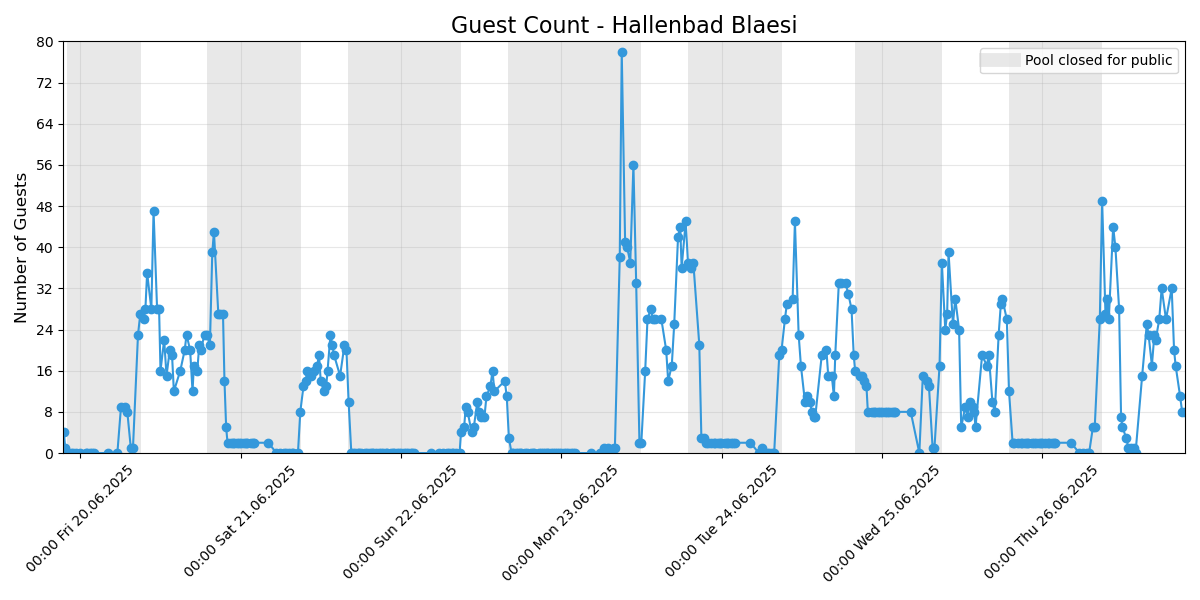 Guest Count - Hallenbad Blaesi
Pool closed for public
Number of Guests
80
72
64
56
48
40
32
24
16
8
0
00:00 Fri 20.06.2025
00:00 Sat 21.06.2025
00:00 Sun 22.06.2025
00:00 Mon 23.06.2025
00:00 Tue 24.06.2025
00:00 Wed 25.06.2025
00:00 Thu 26.06.2025